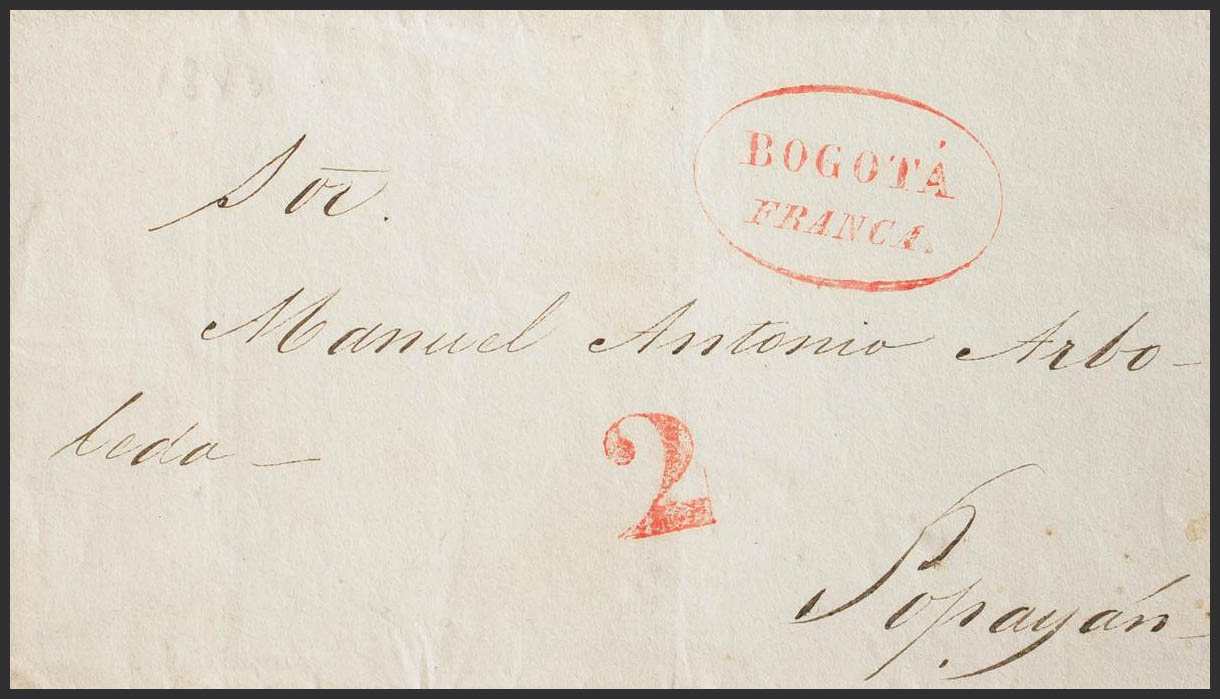 BOGOTÁ
FRANCA.
Sor.
Manuel Antonio Arbo-
leda —
2
Popayán